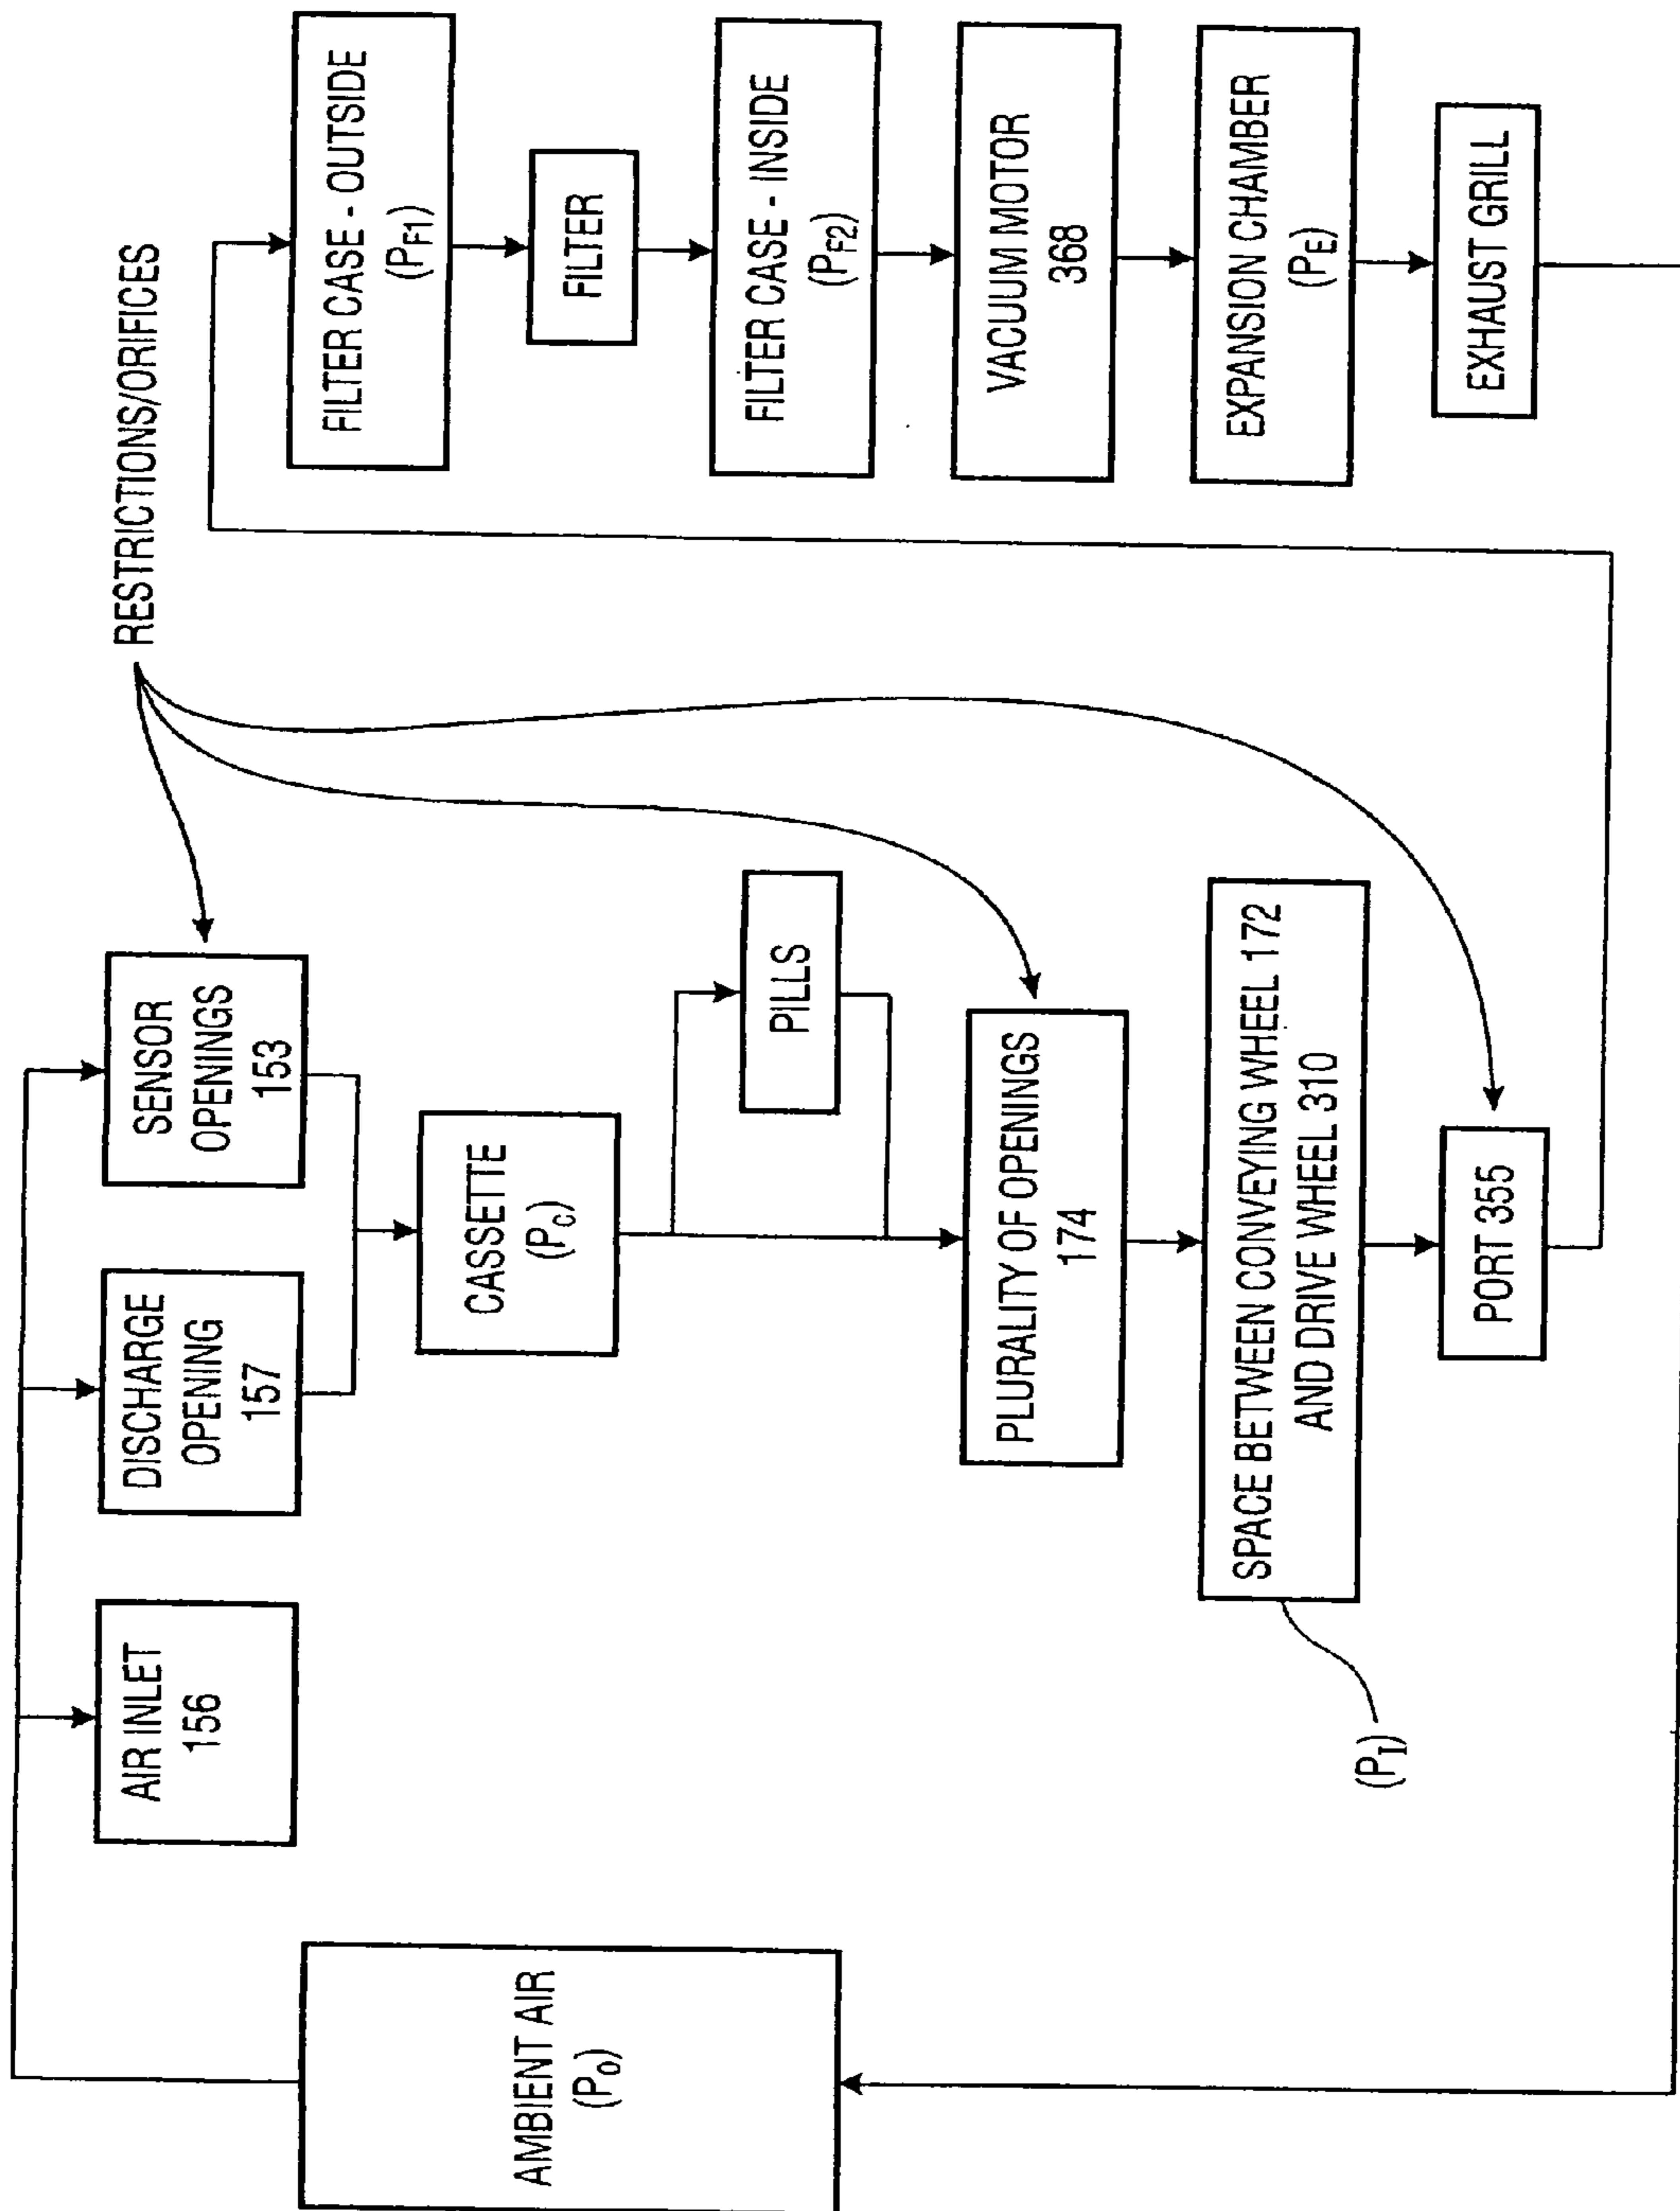 RESTRICTIONS/ORIFICES
AMBIENT AIR
(P0)
AIR INLET
156
DISCHARGE
OPENING
157
SENSOR
OPENINGS
153
CASSETTE
(PC)
PILLS
PLURALITY OF OPENINGS
174
SPACE BETWEEN CONVEYING WHEEL 172
AND DRIVE WHEEL 310
(PI)
PORT 355
FILTER CASE - OUTSIDE
(PF1)
FILTER
FILTER CASE - INSIDE
(PF2)
VACUUM MOTOR
368
EXPANSION CHAMBER
(PE)
EXHAUST GRILL